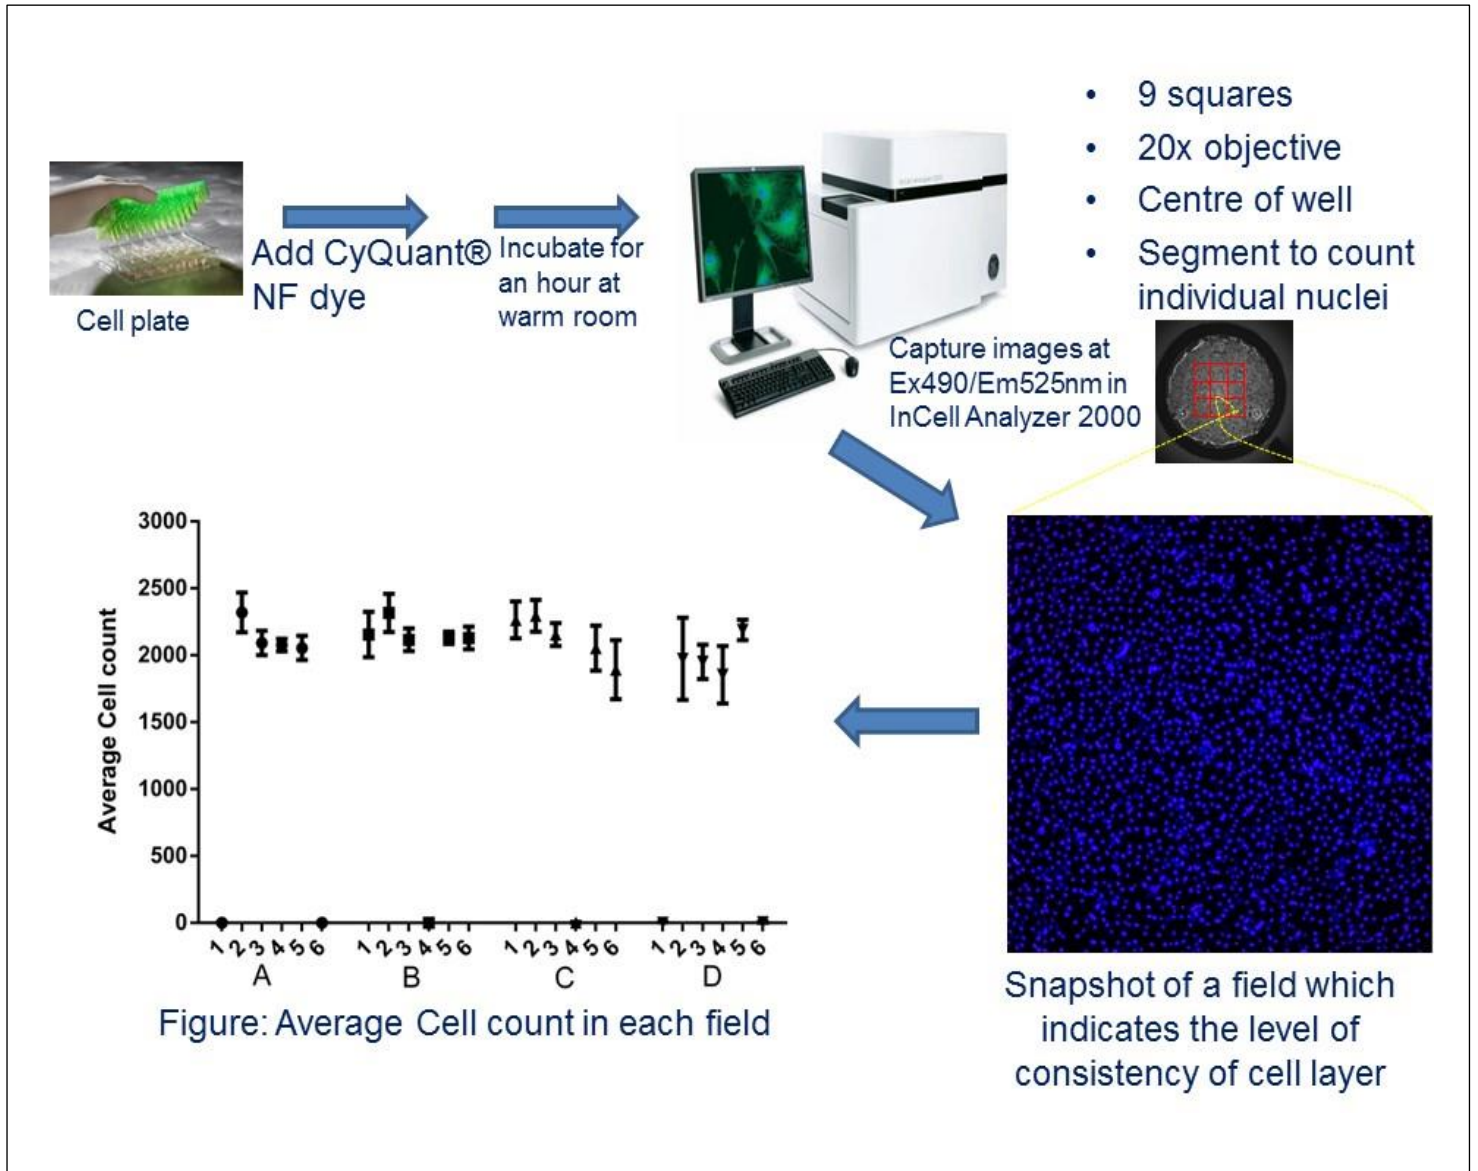 • 9 squares
• 20x objective
• Centre of well
• Segment to count
individual nuclei
Cell plate
Add CyQuant®
NF dye
Incubate for
an hour at
warm room
Capture images at
Ex490/Em525nm in
InCell Analyzer 2000
Average Cell count
3000
2500
2000
1500
1000
500
0
1 2 3 4 5 6 1 2 3 4 5 6 1 2 3 4 5 6 1 2 3 4 5 6
A B C D
Figure: Average Cell count in each field
Snapshot of a field which
indicates the level of
consistency of cell layer